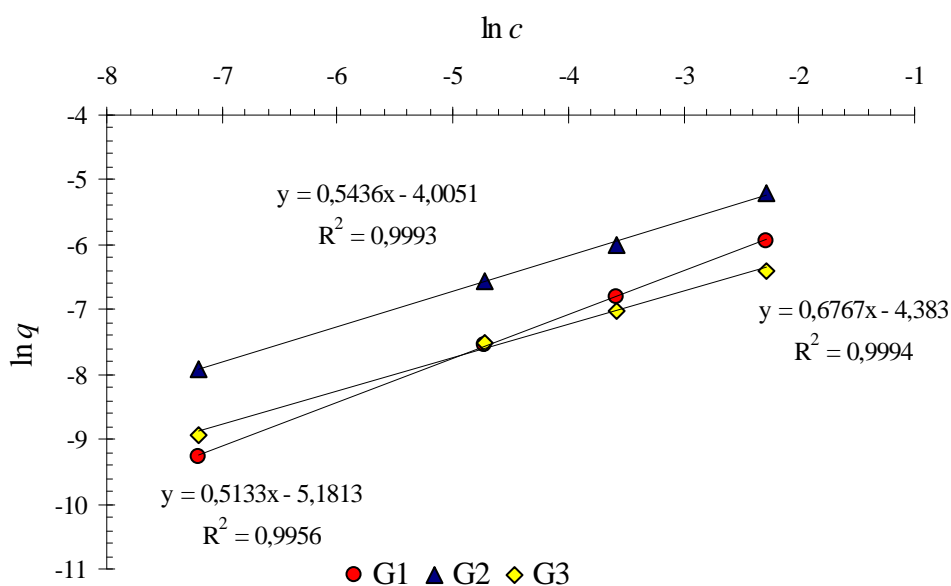 ln c
-8 -7 -6 -5 -4 -3 -2 -1
-4
-5
-6
-7
-8
-9
-10
-11
ln q
y = 0,5436x - 4,0051
R² = 0,9993
y = 0,6767x - 4,383
R² = 0,9994
y = 0,5133x - 5,1813
R² = 0,9956
G1 G2 G3